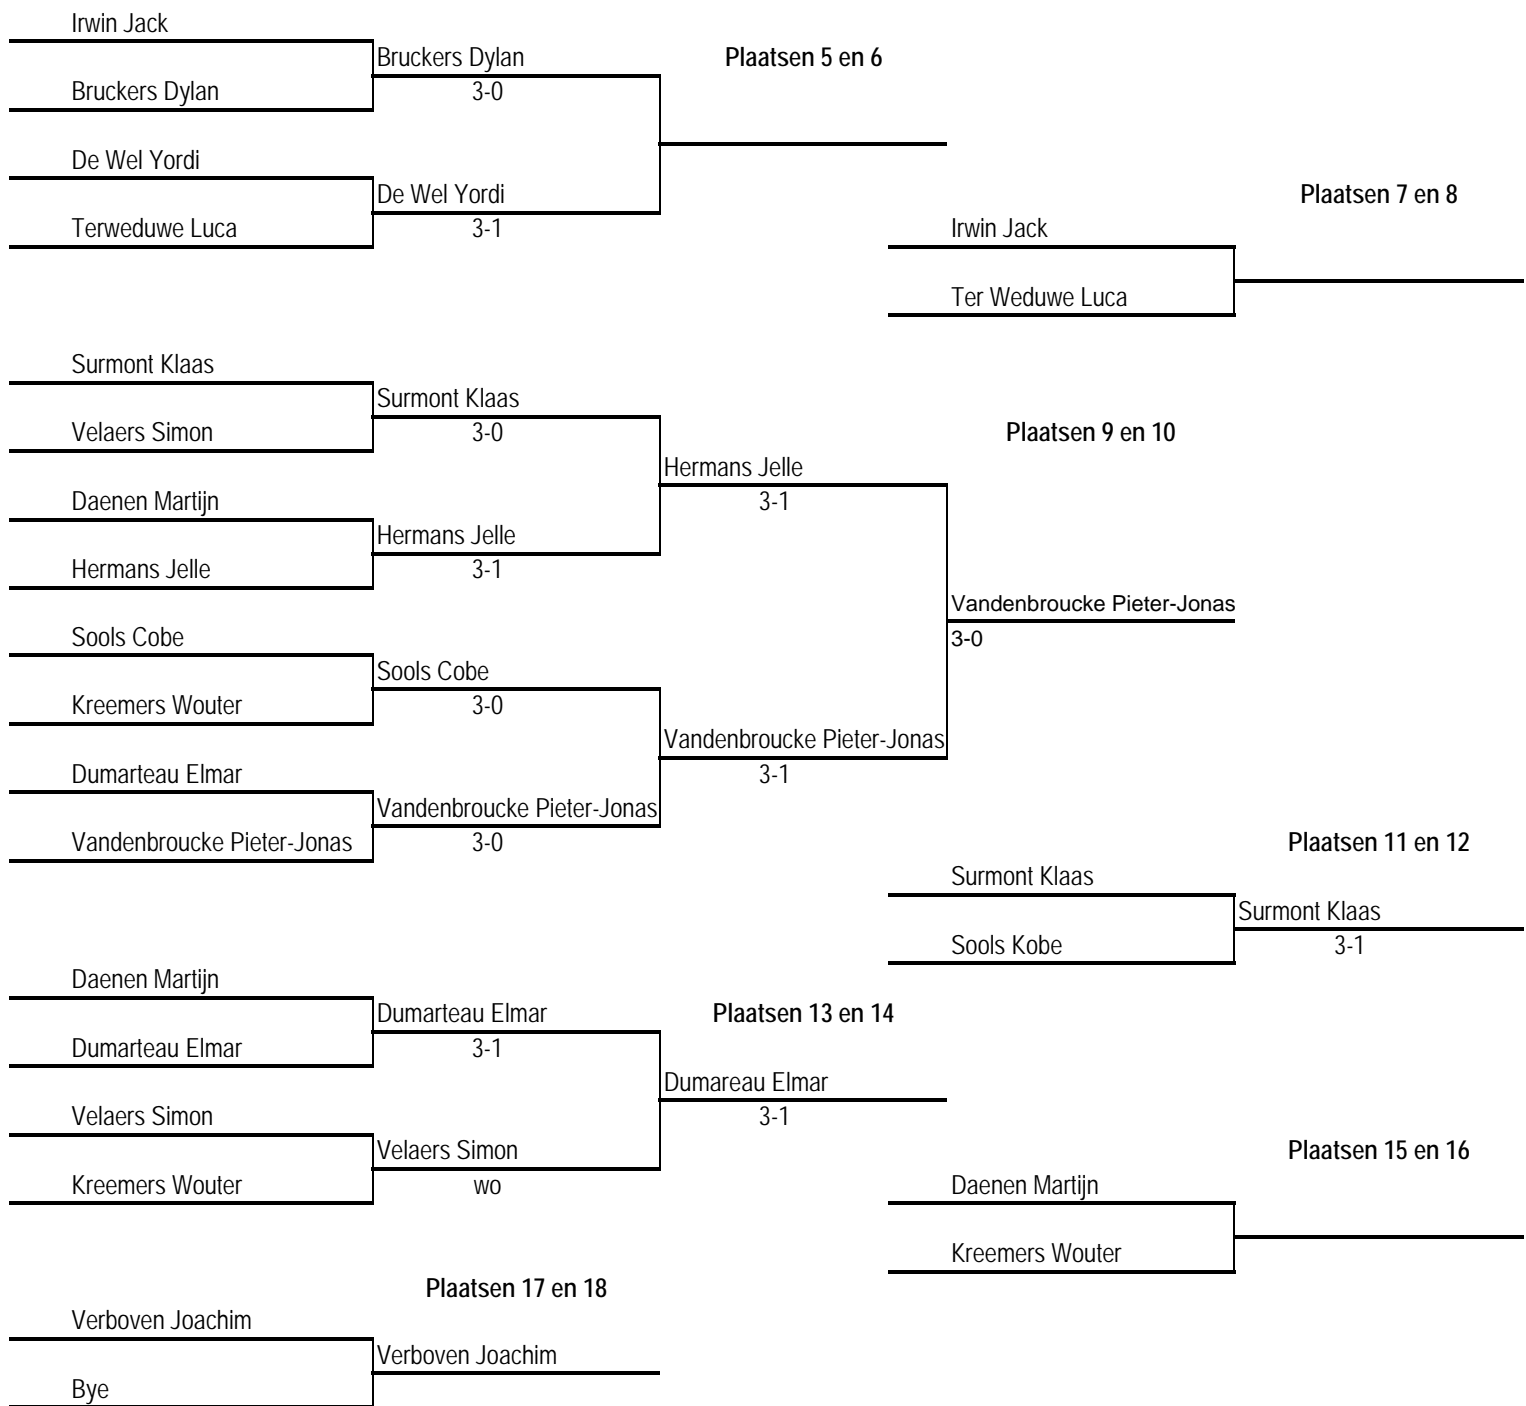 Irwin Jack
Bruckers Dylan
Plaatsen 5 en 6
Bruckers Dylan
3-0
De Wel Yordi
De Wel Yordi
Plaatsen 7 en 8
Terweduwe Luca
3-1
Irwin Jack
Ter Weduwe Luca
Surmont Klaas
Surmont Klaas
Velaers Simon
3-0
Plaatsen 9 en 10
Hermans Jelle
Daenen Martijn
3-1
Hermans Jelle
Hermans Jelle
3-1
Vandenbroucke Pieter-Jonas
Sools Cobe
3-0
Sools Cobe
Kreemers Wouter
3-0
Vandenbroucke Pieter-Jonas
Dumarteau Elmar
3-1
Vandenbroucke Pieter-Jonas
Vandenbroucke Pieter-Jonas
3-0
Plaatsen 11 en 12
Surmont Klaas
Surmont Klaas
Sools Kobe
3-1
Daenen Martijn
Dumarteau Elmar
Plaatsen 13 en 14
Dumarteau Elmar
3-1
Dumareau Elmar
Velaers Simon
3-1
Velaers Simon
Plaatsen 15 en 16
Kreemers Wouter
wo
Daenen Martijn
Kreemers Wouter
Plaatsen 17 en 18
Verboven Joachim
Verboven Joachim
Bye